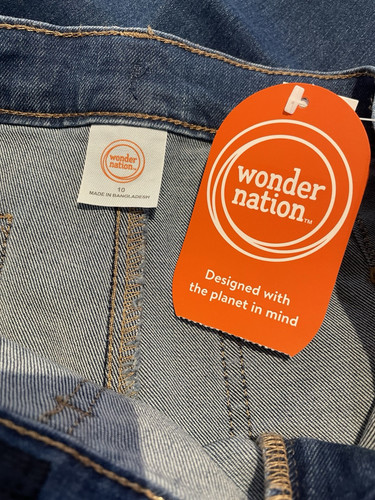 wonder
nation
10
MADE IN BANGLADESH
wonder
nation™
Designed with
the planet in mind